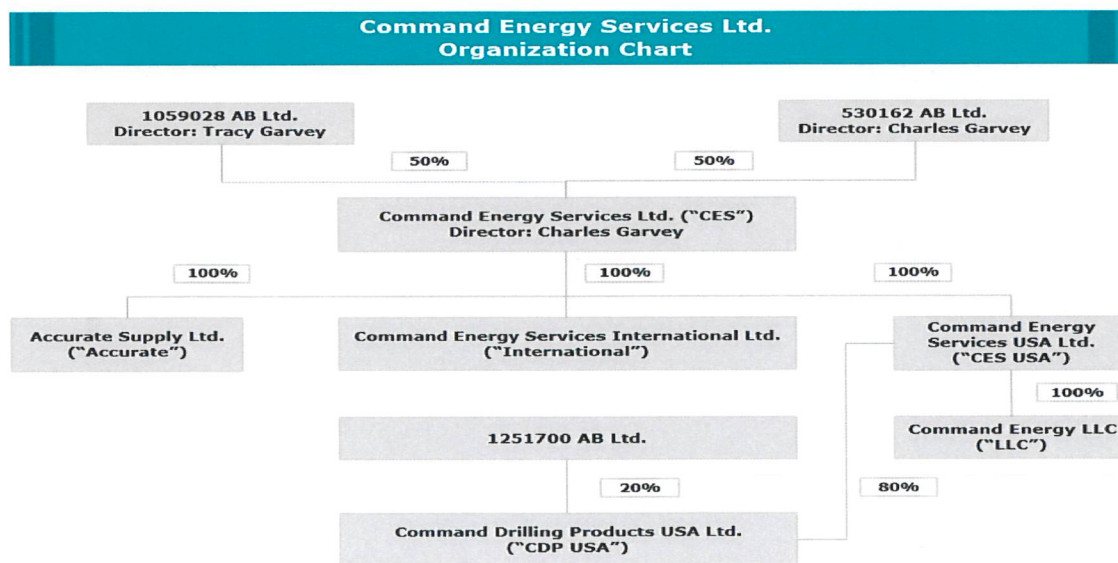 Command Energy Services Ltd.
Organization Chart
1059028 AB Ltd.
Director: Tracy Garvey
530162 AB Ltd.
Director: Charles Garvey
50%
50%
Command Energy Services Ltd. ("CES")
Director: Charles Garvey
100%
100%
100%
Accurate Supply Ltd.
("Accurate")
Command Energy Services International Ltd.
("International")
Command Energy
Services USA Ltd.
("CES USA")
100%
1251700 AB Ltd.
Command Energy LLC
("LLC")
20%
80%
Command Drilling Products USA Ltd.
("CDP USA")